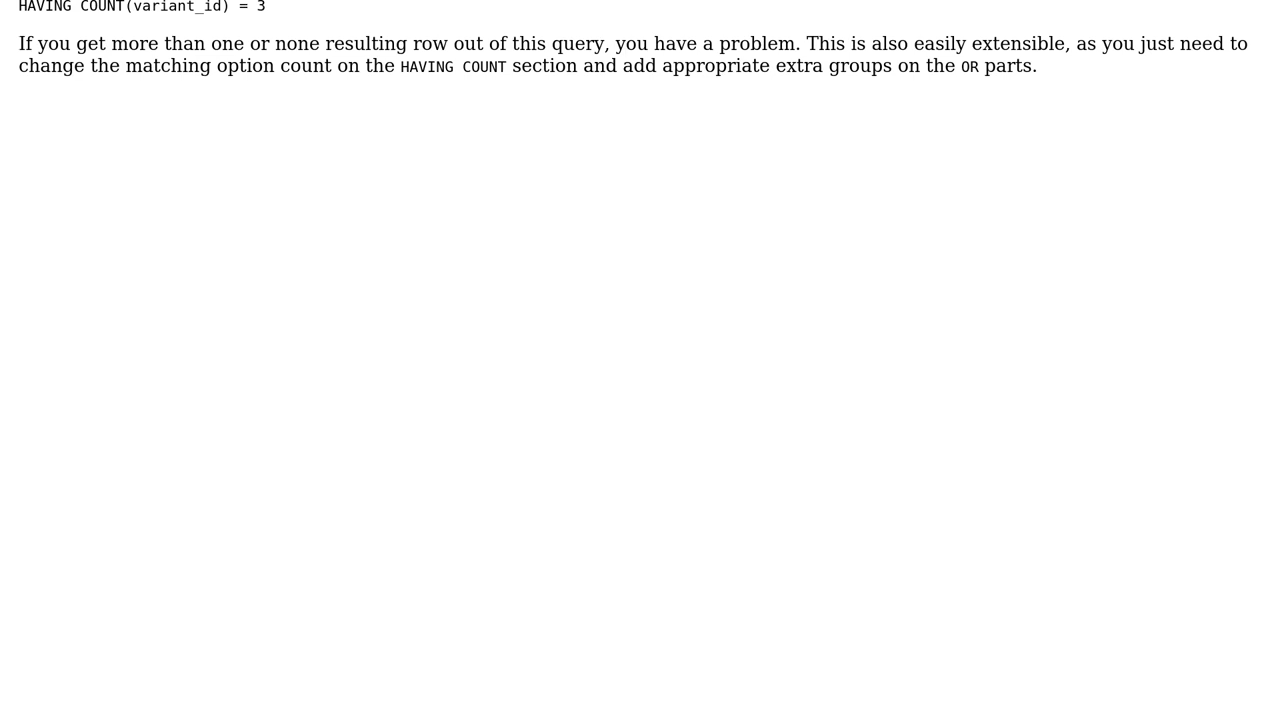 HAVING COUNT(variant_id) = 3
If you get more than one or none resulting row out of this query, you have a problem. This is also easily extensible, as you just need to
change the matching option count on the HAVING COUNT section and add appropriate extra groups on the OR parts.